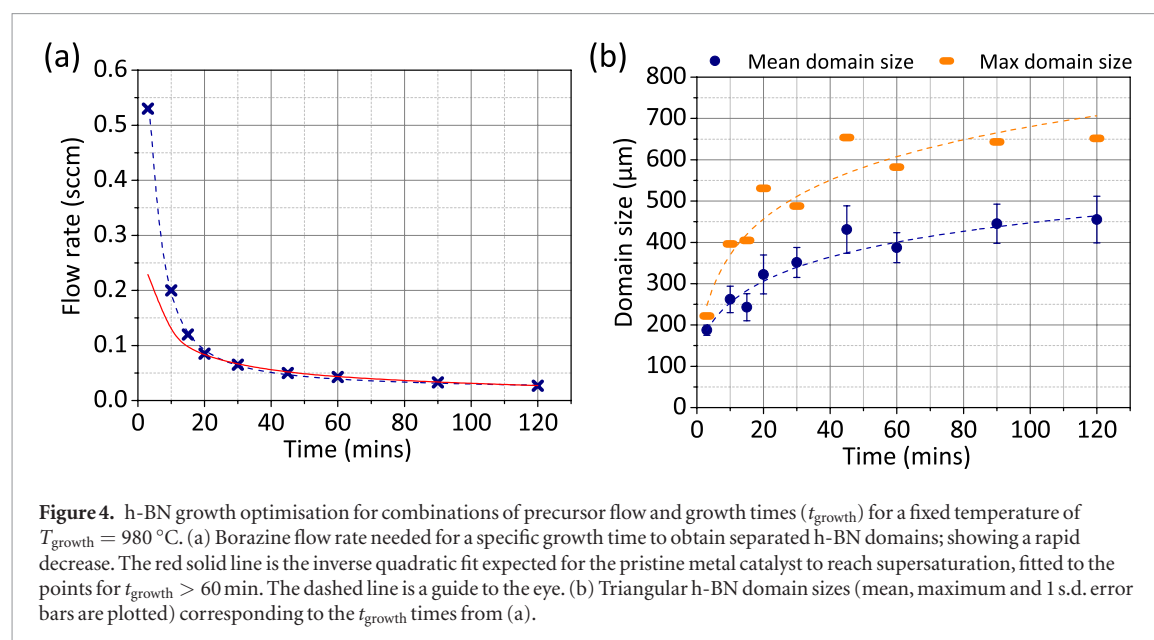 (a)
0.6
0.5
0.4
0.3
0.2
0.1
0.0
Flow rate (sccm)
20 40 60 80 100 120
Time (mins)
(b)
Mean domain size Max domain size
800
700
600
500
400
300
200
100
0
Domain size (μm)
0 20 40 60 80 100 120
Time (mins)
Figure 4. h-BN growth optimisation for combinations of precursor flow and growth times (tgrowth) for a fixed temperature of
Tgrowth = 980 °C. (a) Borazine flow rate needed for a specific growth time to obtain separated h-BN domains; showing a rapid
decrease. The red solid line is the inverse quadratic fit expected for the pristine metal catalyst to reach supersaturation, fitted to the
points for tgrowth > 60 min. The dashed line is a guide to the eye. (b) Triangular h-BN domain sizes (mean, maximum and 1 s.d. error
bars are plotted) corresponding to the tgrowth times from (a).